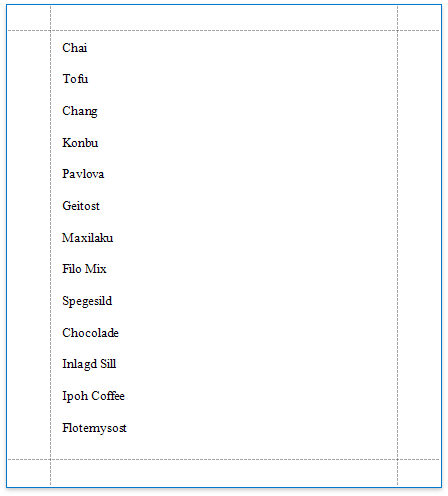 Chai
Tofu
Chang
Konbu
Pavlova
Geitost
Maxilaku
Filo Mix
Spegesild
Chocolade
Inlagd Sill
Ipoh Coffee
Flotemysost